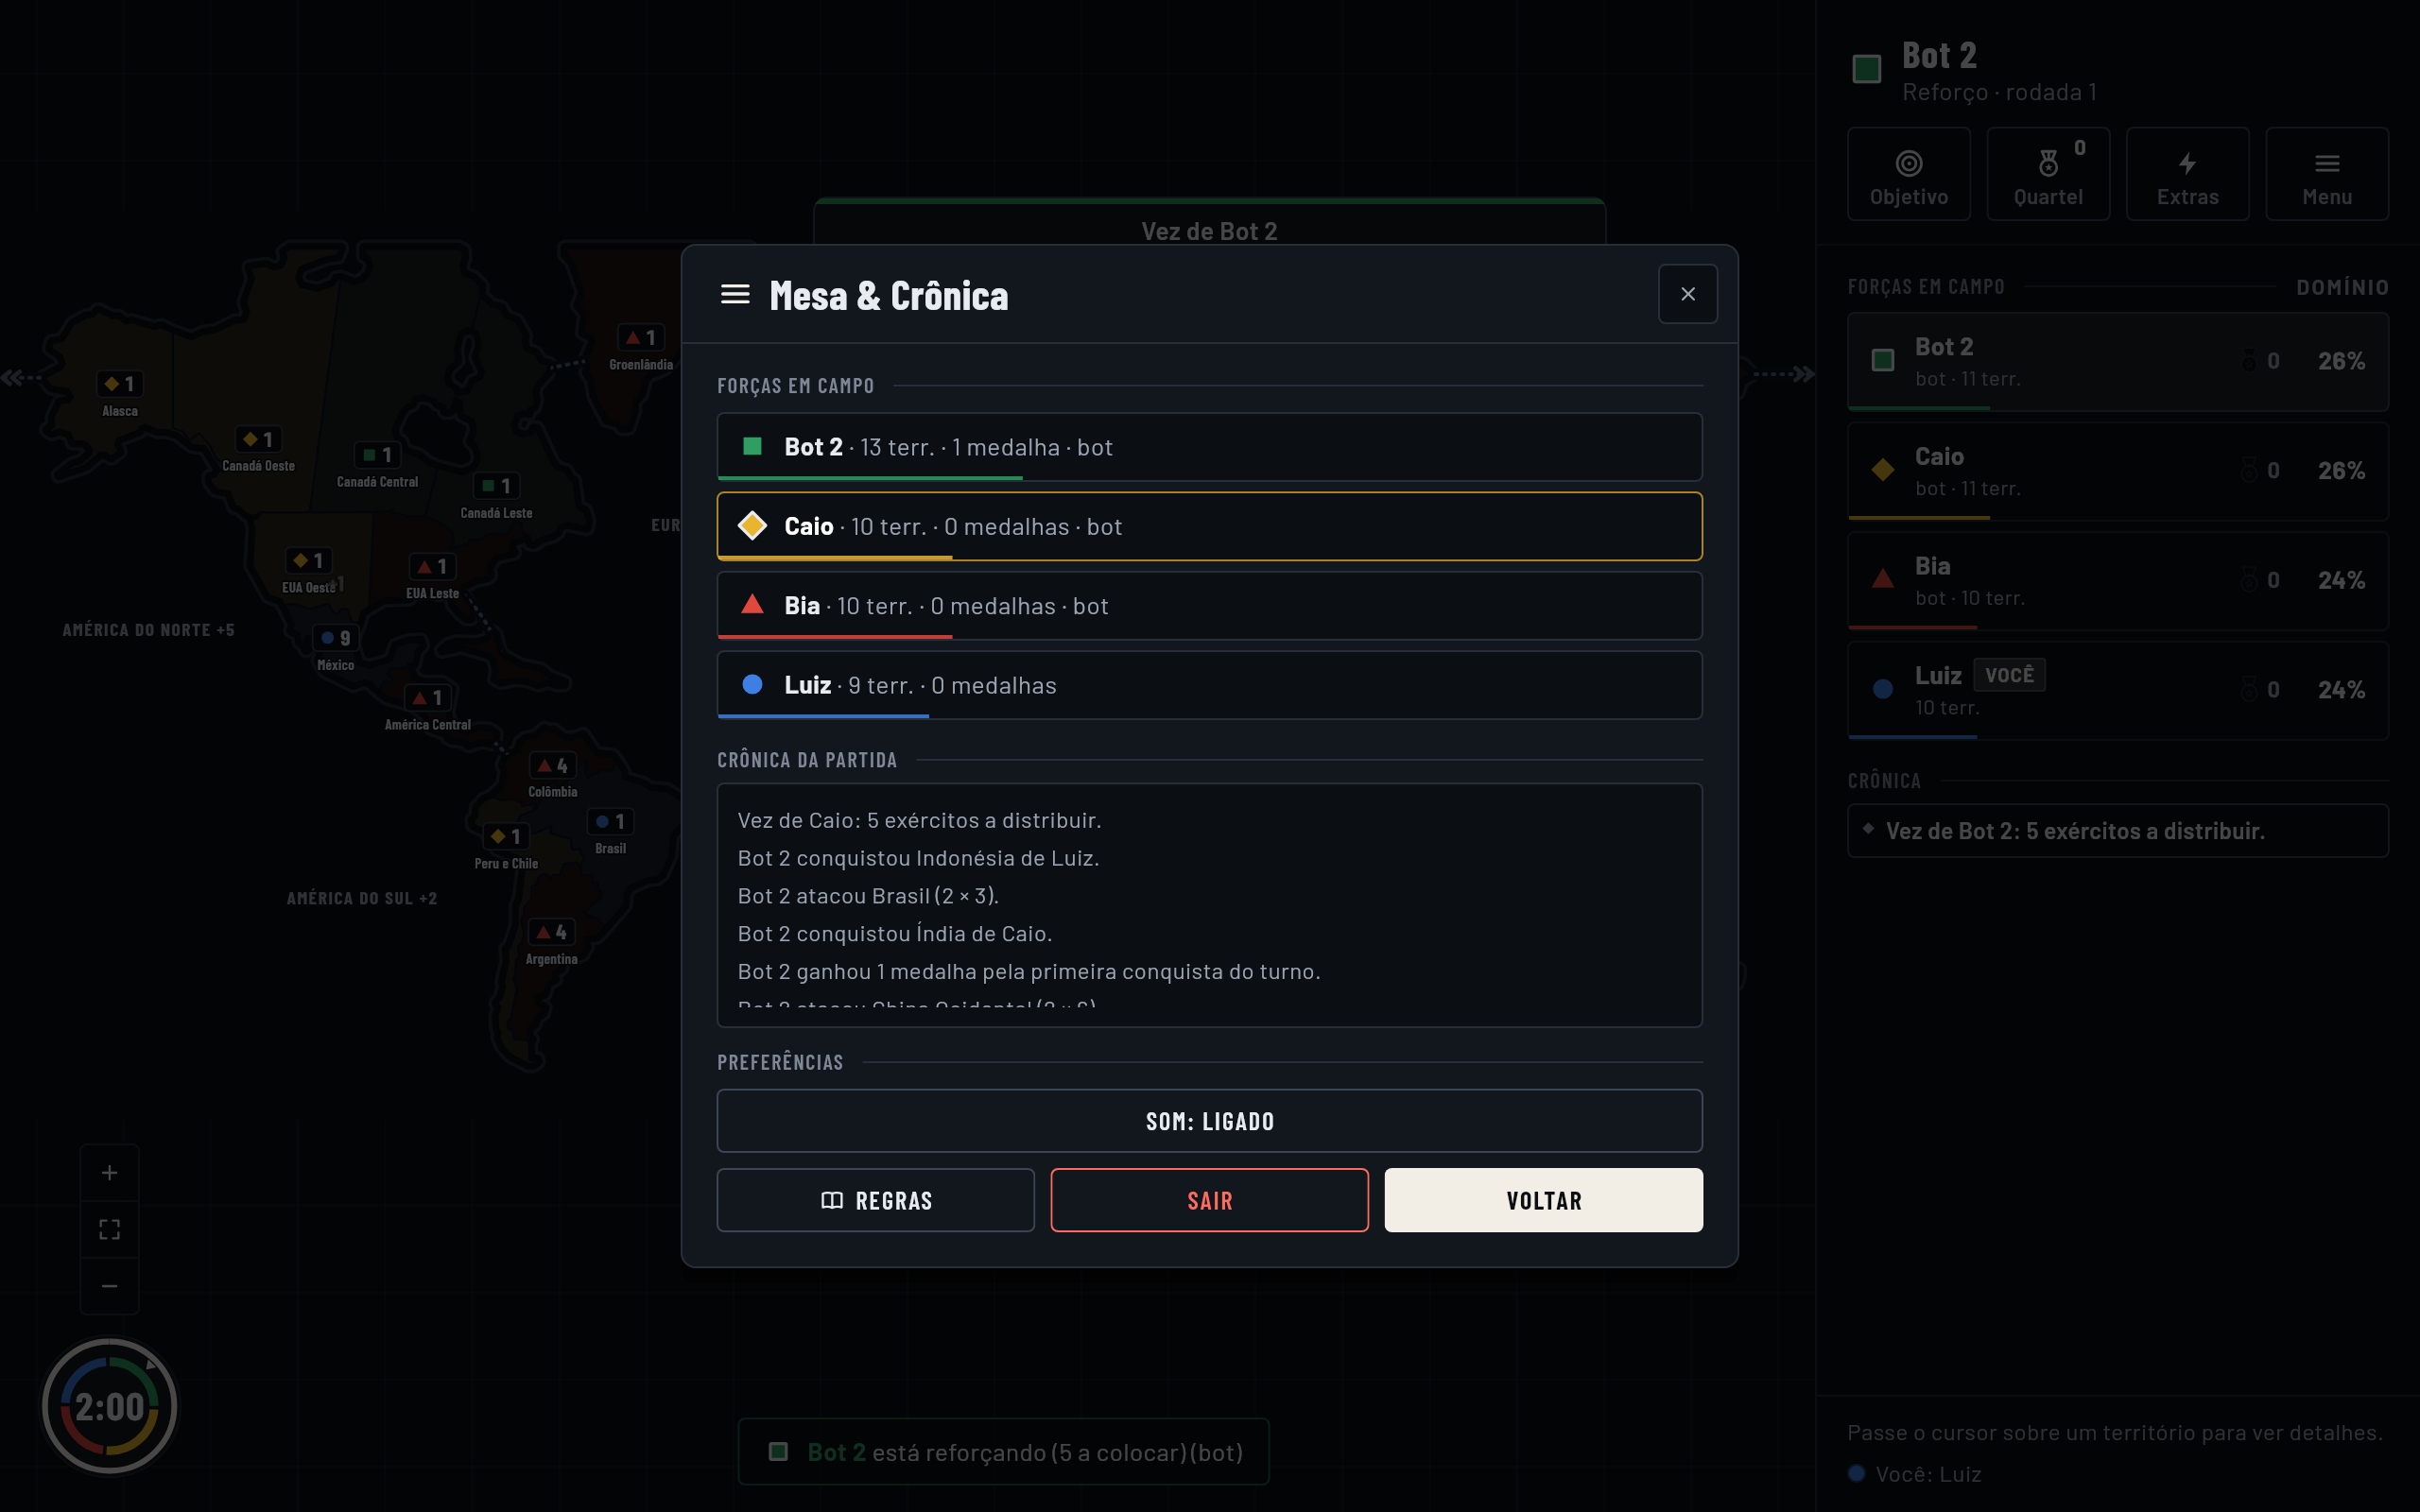 Bot 2
Reforço · rodada 1
Objetivo
0
Quartel
Extras
Menu
Vez de Bot 2
FORÇAS EM CAMPO
DOMÍNIO
Bot 2
bot · 11 terr.
0
26%
Caio
bot · 11 terr.
0
26%
Bia
bot · 10 terr.
0
24%
Luiz VOCÊ
10 terr.
0
24%
CRÔNICA
Vez de Bot 2: 5 exércitos a distribuir.
Passe o cursor sobre um território para ver detalhes.
Você: Luiz
Mesa & Crônica
FORÇAS EM CAMPO
Bot 2 · 13 terr. · 1 medalha · bot
Caio · 10 terr. · 0 medalhas · bot
Bia · 10 terr. · 0 medalhas · bot
Luiz · 9 terr. · 0 medalhas
CRÔNICA DA PARTIDA
Vez de Caio: 5 exércitos a distribuir.
Bot 2 conquistou Indonésia de Luiz.
Bot 2 atacou Brasil (2 × 3).
Bot 2 conquistou Índia de Caio.
Bot 2 ganhou 1 medalha pela primeira conquista do turno.
Bot 2 atacou China Ocidental
PREFERÊNCIAS
SOM: LIGADO
REGRAS
SAIR
VOLTAR
1
Alasca
1
Canadá Oeste
1
Canadá Central
1
Canadá Leste
1
Groenlândia
EUR
1
EUA Oeste
+1
1
EUA Leste
AMÉRICA DO NORTE +5
9
México
1
América Central
4
Colômbia
1
Brasil
1
Peru e Chile
AMÉRICA DO SUL +2
4
Argentina
+
−
2:00
Bot 2 está reforçando (5 a colocar) (bot)